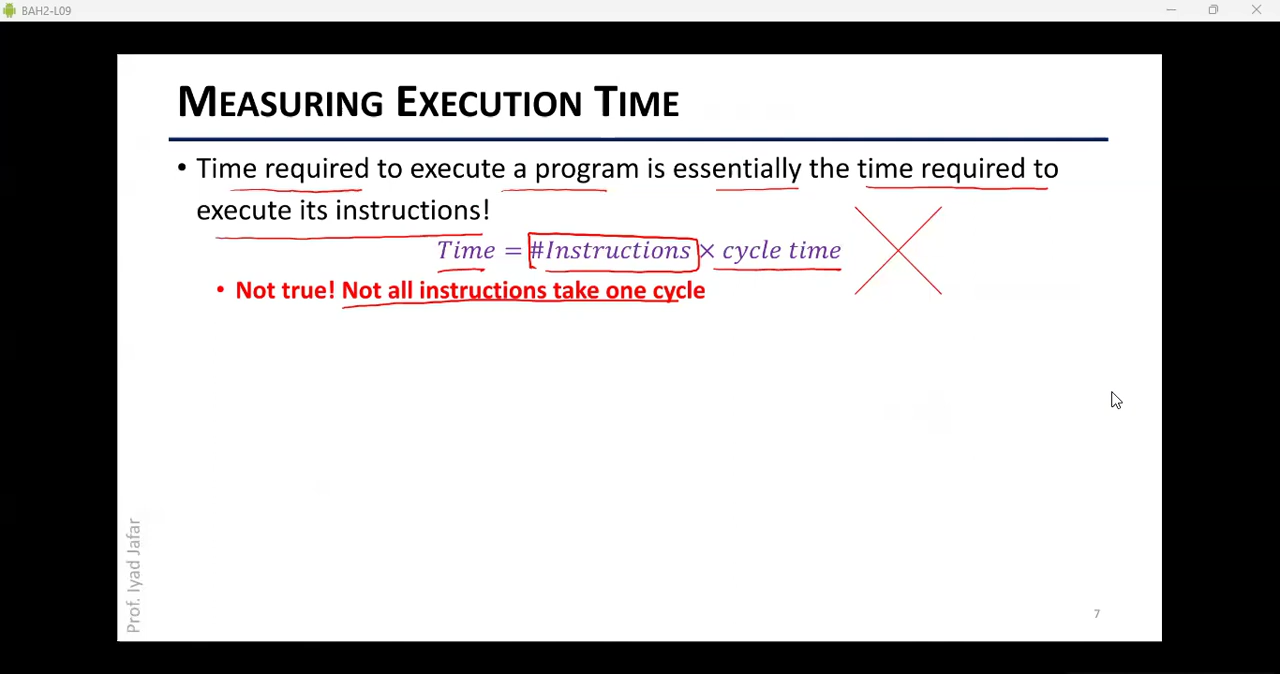 BAH2-L09
MEASURING EXECUTION TIME
• Time required to execute a program is essentially the time required to
execute its instructions!
Time = #Instructions × cycle time
• Not true! Not all instructions take one cycle
Prof. Iyad Jafar
7